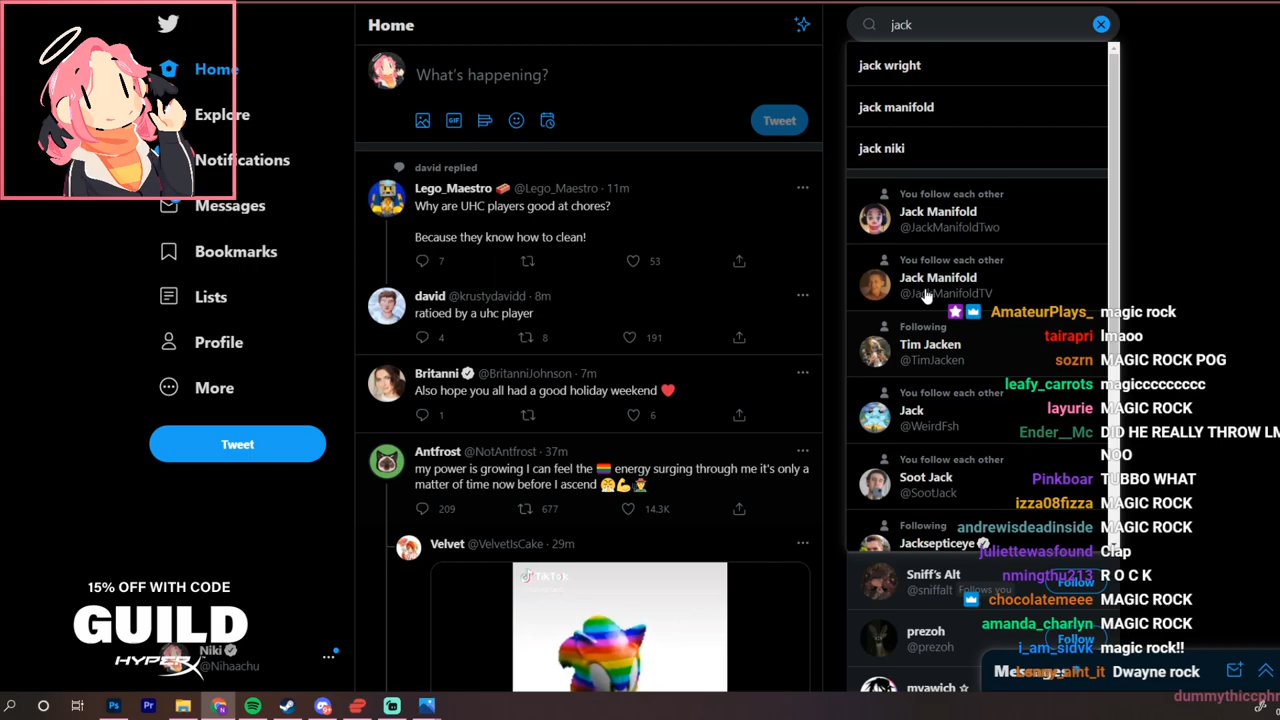 Home
Explore
Notifications
Messages
Bookmarks
Lists
Profile
More
Tweet
15% OFF WITH CODE
GUILD
HYPERX
Niki
@Nihaachu
Home
What's happening?
GIF
Tweet
david replied
Lego_Maestro @Lego_Maestro · 11m
Why are UHC players good at chores?
Because they know how to clean!
7
53
david @krustydavidd · 8m
ratioed by a uhc player
4
8
191
Britanni @BritanniJohnson · 7m
Also hope you all had a good holiday weekend ❤️
1
6
Antfrost @NotAntfrost · 37m
my power is growing I can feel the 🏳️‍🌈 energy surging through me it's only a
matter of time now before I ascend
209
677
14.3K
Velvet @VelvetIsCake · 29m
TikTok
jack
jack wright
jack manifold
jack niki
You follow each other
Jack Manifold
@JackManifoldTwo
You follow each other
Jack Manifold
@JackManifoldTV
Following
Tim Jacken
@TimJacken
You follow each other
Jack
@WeirdFsh
You follow each other
Soot Jack
@SootJack
Following
Jacksepticeye
Sniff's Alt
@sniffalt Follows you
Follow
prezoh
@prezoh
Follow
myawich
Messages
AmateurPlays_ magic rock
tairapri lmaoo
sozrn MAGIC ROCK POG
leafy_carrots magicccccccc
layurie MAGIC ROCK
Ender__Mc DID HE REALLY THROW LM
NOO
Pinkboar TUBBO WHAT
izza08fizza MAGIC ROCK
andrewisdeadinside MAGIC ROCK
juliettewasfound Clap
nmingthu213 R O C K
chocolatemeee MAGIC ROCK
amanda_charlyn MAGIC ROCK
i_am_sidvk magic rock!!
Dwayne rock
dummythiccphr